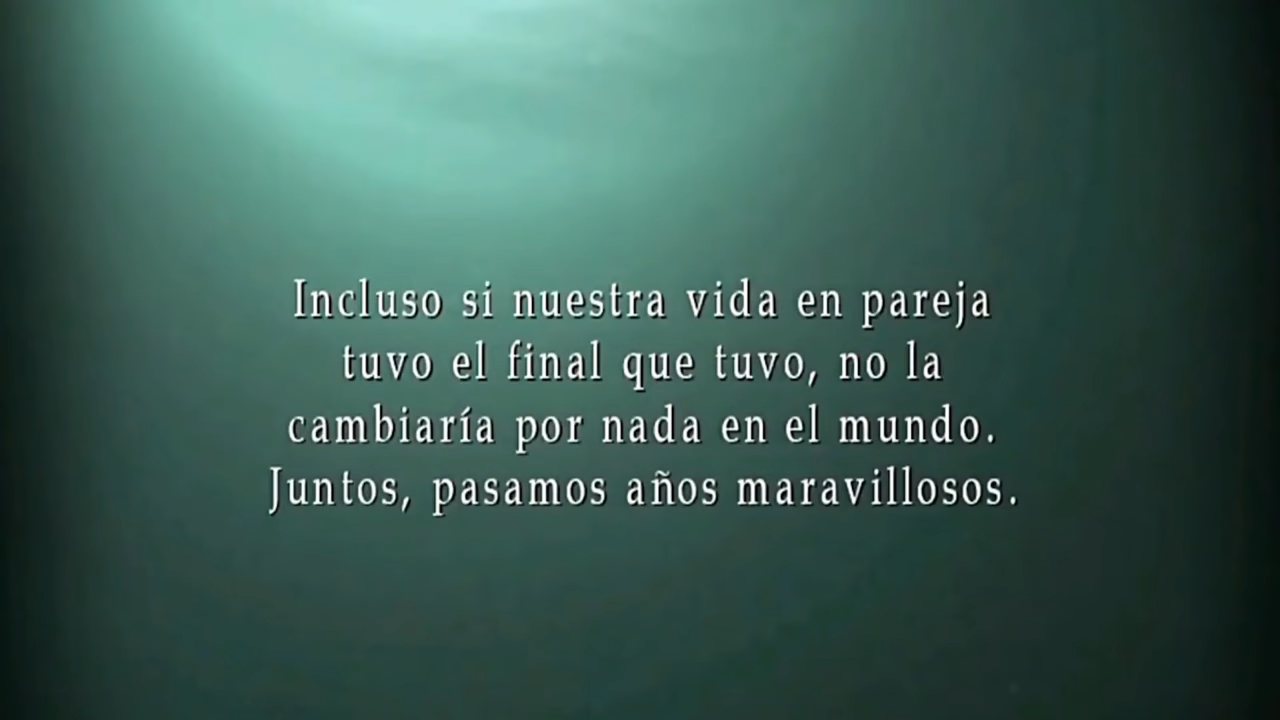 Incluso si nuestra vida en pareja
tuvo el final que tuvo, no la
cambiaría por nada en el mundo.
Juntos, pasamos años maravillosos.